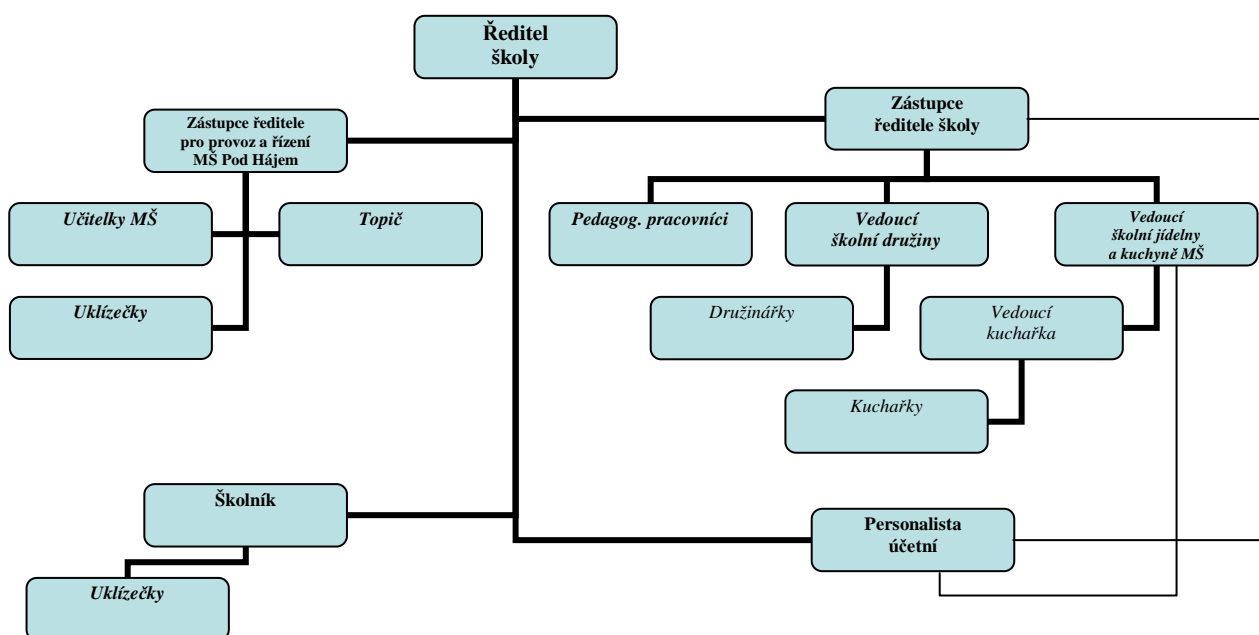 Ředitel
školy
Zástupce ředitele
pro provoz a řízení
MŠ Pod Hájem
Zástupce
ředitele školy
Učitelky MŠ
Topič
Pedagog. pracovníci
Vedoucí
školní družiny
Vedoucí
školní jídelny
a kuchyně MŠ
Uklízečky
Družinářky
Vedoucí
kuchařka
Kuchařky
Školník
Personalista
účetní
Uklízečky